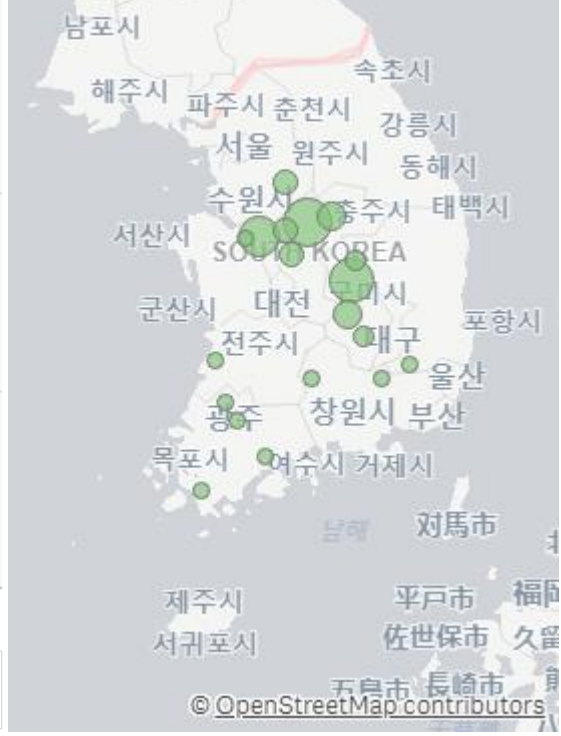 남포시
속초시
해주시
파주시 춘천시
강릉시
서울 원주시
동해시
수원시
충주시 태백시
서산시
SOUTH KOREA
구미시
대전
군산시
포항시
전주시
대구
울산
창원시 부산
광주
목포시
여수시 거제시
남해
対馬市
제주시
平戸市
福岡
서귀포시
佐世保市
久留
五島市 長崎市
© OpenStreetMap contributors